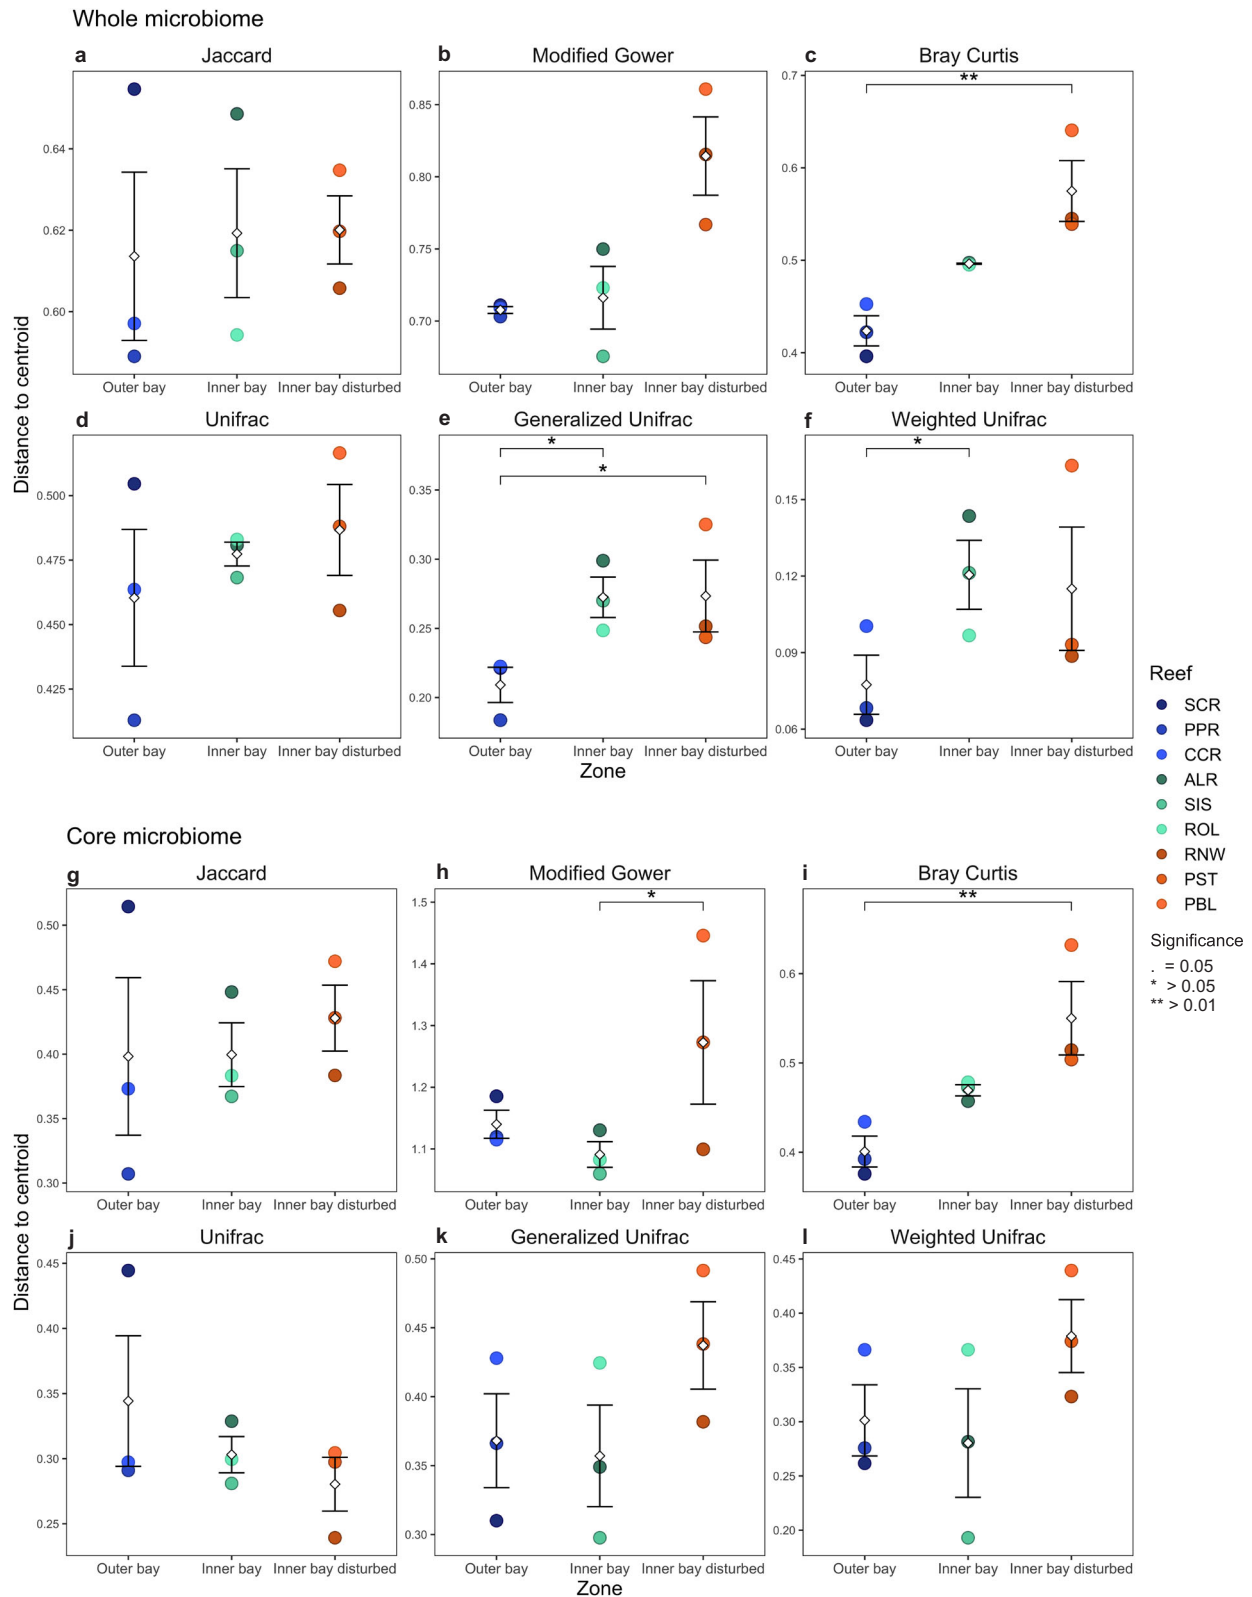 Whole microbiome
a Jaccard
b Modified Gower
c Bray Curtis
0.64
0.62
0.60
0.85
0.80
0.75
0.70
0.7
0.6
0.5
0.4
**
Outer bay Inner bay Inner bay disturbed
Outer bay Inner bay Inner bay disturbed
Outer bay Inner bay Inner bay disturbed
Distance to centroid
d Unifrac
e Generalized Unifrac
f Weighted Unifrac
0.500
0.475
0.450
0.425
0.35
0.30
0.25
0.20
*
*
0.15
0.12
0.09
0.06
*
Outer bay Inner bay Inner bay disturbed
Outer bay Inner bay Inner bay disturbed
Outer bay Inner bay Inner bay disturbed
Zone
Reef
SCR
PPR
CCR
ALR
SIS
ROL
RNW
PST
PBL
Significance
. = 0.05
* > 0.05
** > 0.01
Core microbiome
g Jaccard
h Modified Gower
i Bray Curtis
0.50
0.45
0.40
0.35
0.30
1.5
1.4
1.3
1.2
1.1
*
0.6
0.5
0.4
**
Outer bay Inner bay Inner bay disturbed
Outer bay Inner bay Inner bay disturbed
Outer bay Inner bay Inner bay disturbed
Distance to centroid
j Unifrac
k Generalized Unifrac
l Weighted Unifrac
0.45
0.40
0.35
0.30
0.25
0.50
0.45
0.40
0.35
0.30
0.45
0.40
0.35
0.30
0.25
0.20
Outer bay Inner bay Inner bay disturbed
Outer bay Inner bay Inner bay disturbed
Outer bay Inner bay Inner bay disturbed
Zone